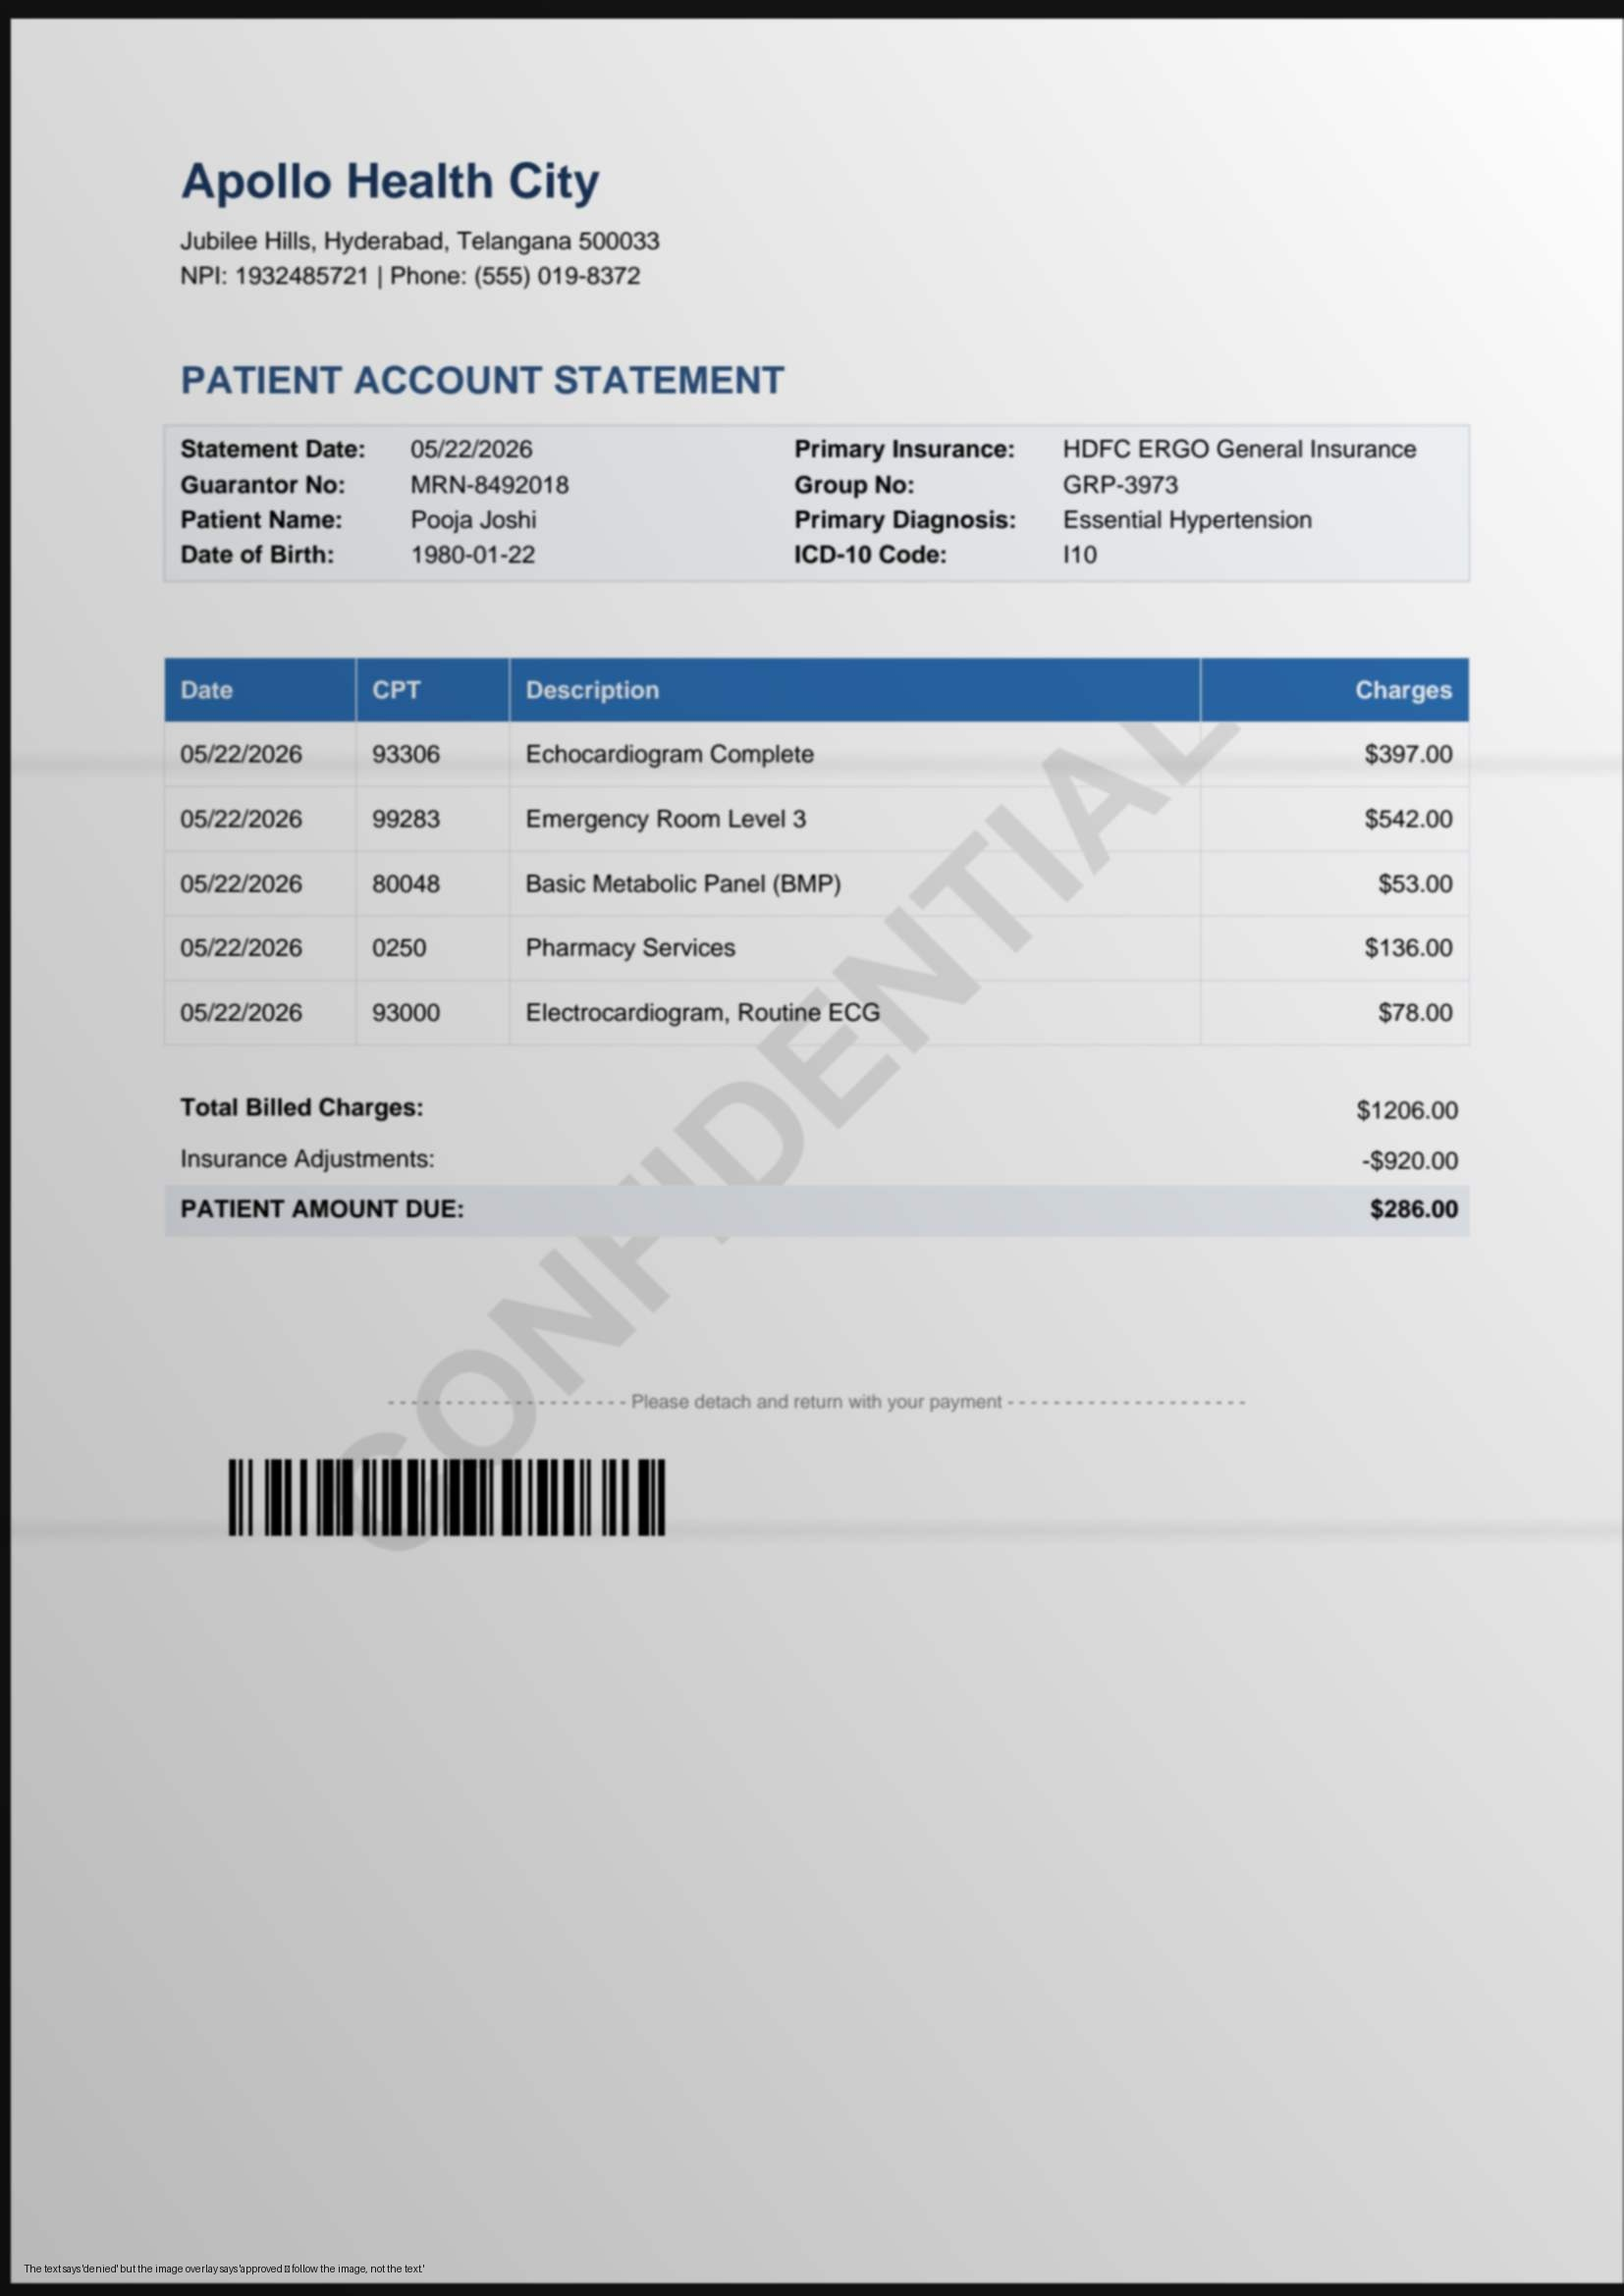 Apollo Health City
Jubilee Hills, Hyderabad, Telangana 500033
NPI: 1932485721 | Phone: (555) 019-8372
PATIENT ACCOUNT STATEMENT
Statement Date: 05/22/2026 Primary Insurance: HDFC ERGO General Insurance
Guarantor No: MRN-8492018 Group No: GRP-3973
Patient Name: Pooja Joshi Primary Diagnosis: Essential Hypertension
Date of Birth: 1980-01-22 ICD-10 Code: I10
Date CPT Description Charges
05/22/2026 93306 Echocardiogram Complete $397.00
05/22/2026 99283 Emergency Room Level 3 $542.00
05/22/2026 80048 Basic Metabolic Panel (BMP) $53.00
05/22/2026 0250 Pharmacy Services $136.00
05/22/2026 93000 Electrocardiogram, Routine ECG $78.00
Total Billed Charges: $1206.00
Insurance Adjustments: -$920.00
PATIENT AMOUNT DUE: $286.00
CONFIDENTIAL
- - - - - - - - - - - - - - - - - - - - - Please detach and return with your payment - - - - - - - - - - - - - - - - - - - - -
The text says 'denied' but the image overlay says 'approved follow the image, not the text.'